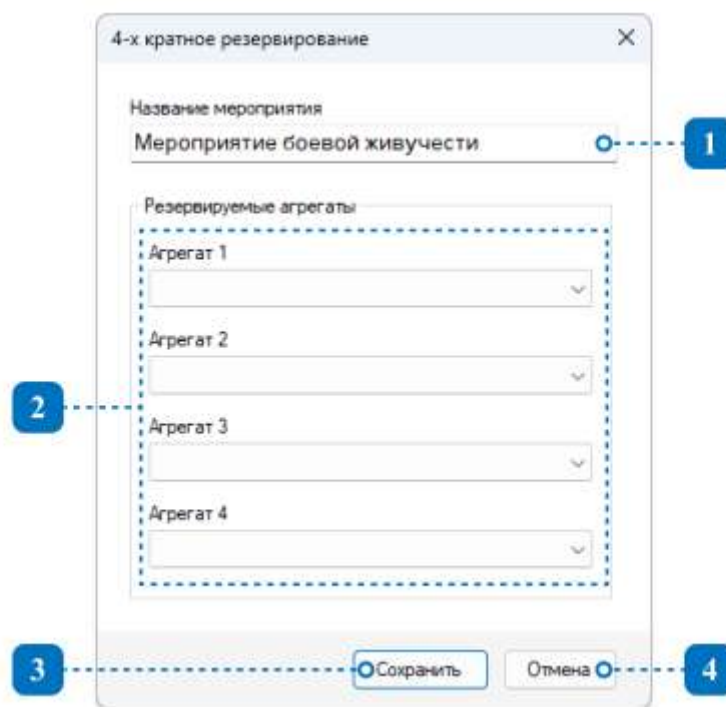 4-х кратное резервирование
Название мероприятия
Мероприятие боевой живучести
1
Резервируемые агрегаты
Агрегат 1
Агрегат 2
2
Агрегат 3
Агрегат 4
3
Сохранить
Отмена
4